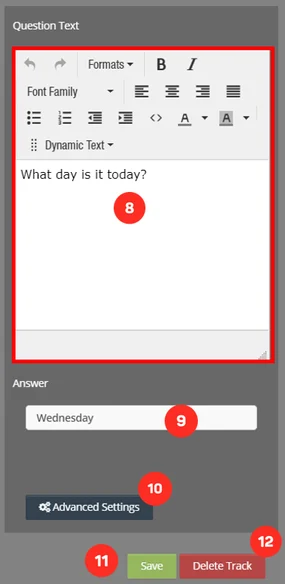 Question Text
Formats B I
Font Family
A A
Dynamic Text
What day is it today?
8
Answer
Wednesday
9
10
Advanced Settings
12
11
Save Delete Track